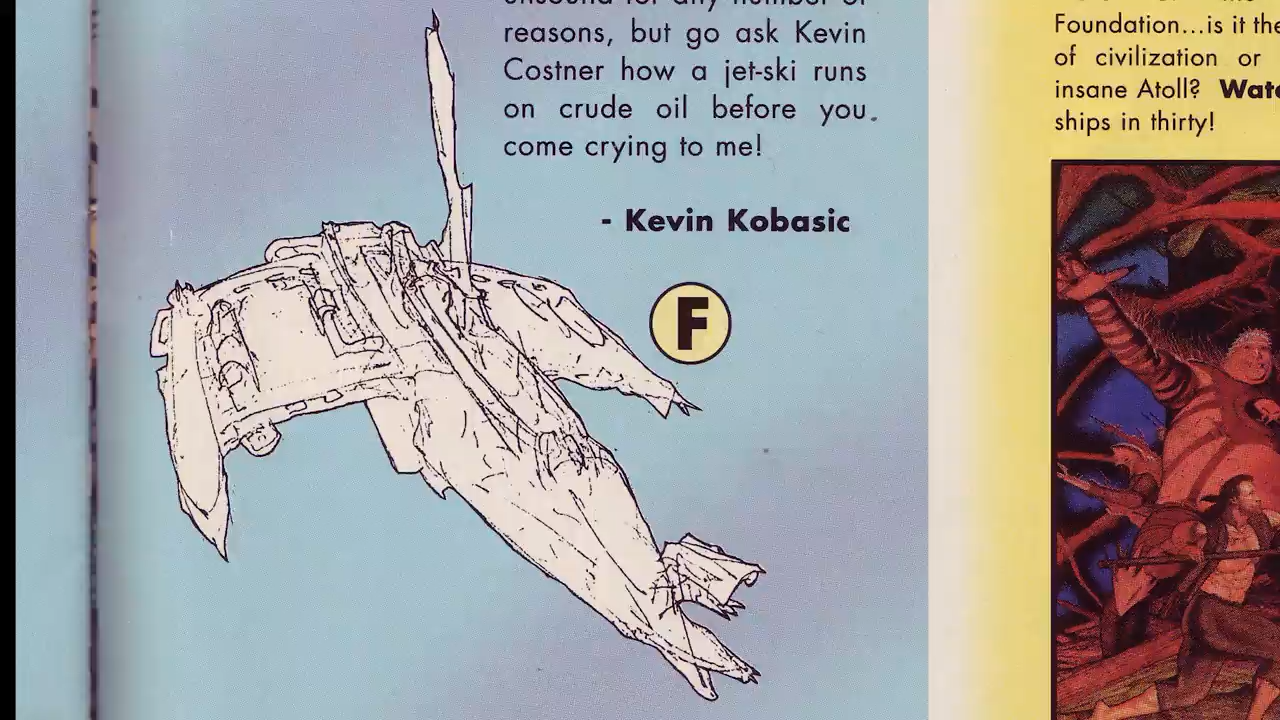 reasons, but go ask Kevin
Costner how a jet-ski runs
on crude oil before you
come crying to me!
- Kevin Kobasic
F
Foundation...is it the
of civilization or
insane Atoll?
ships in thirty!